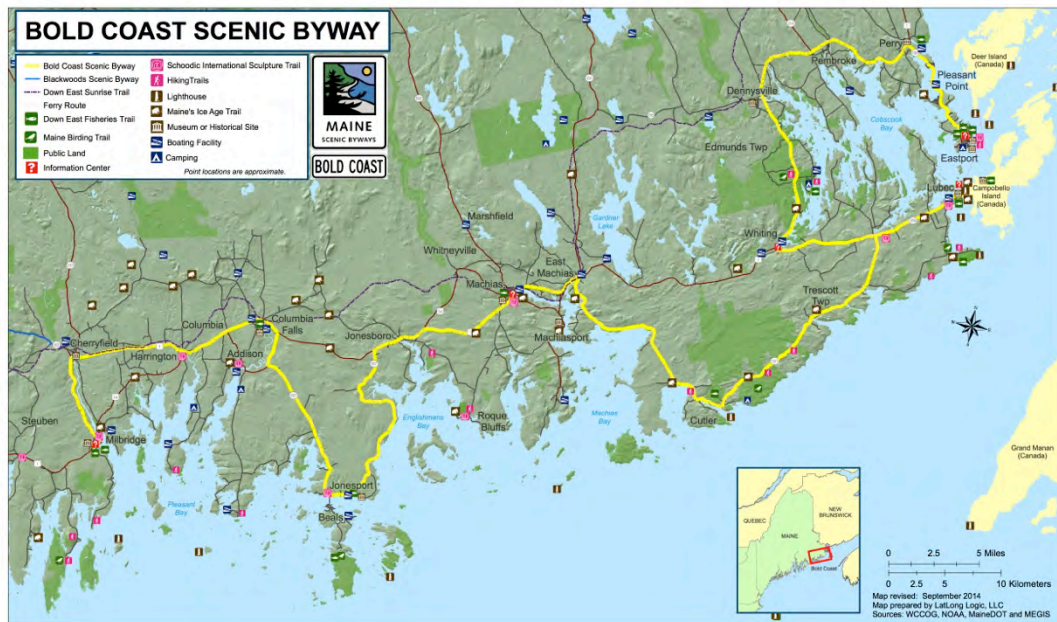 BOLD COAST SCENIC BYWAY
Bold Coast Scenic Byway
Blackwoods Scenic Byway
Down East Sunrise Trail
Ferry Route
Down East Fisheries Trail
Maine Birding Trail
Public Land
Information Center
Schoodic International Sculpture Trail
HikingTrails
Lighthouse
Maine's Ice Age Trail
Museum or Historical Site
Boating Facility
Camping
Point locations are approximate.
MAINE
SCENIC BYWAYS
BOLD COAST
Perry
Pembroke
Deer Island
(Canada)
Pleasant
Point
Dennysville
Cobscook
Bay
Eastport
Edmunds Twp
Lubec
Campobello
Island
(Canada)
Marshfield
Gardner
Lake
Whiting
Whitneyville
East
Machias
Machias
Trescott
Twp
Columbia
Columbia
Falls
Jonesboro
Machiasport
Cherryfield
Harrington
Addison
Englishmans
Bay
Roque
Bluffs
Machias
Bay
Cutler
Steuben
Milbridge
Grand Manan
(Canada)
Pleasant
Bay
Jonesport
Beals
QUEBEC
NEW
BRUNSWICK
MAINE
Bold Coast
0 2.5 5 Miles
0 2.5 5 10 Kilometers
Map revised: September 2014
Map prepared by LatLong Logic, LLC
Sources: WCCOG, NOAA, MaineDOT and MEGIS